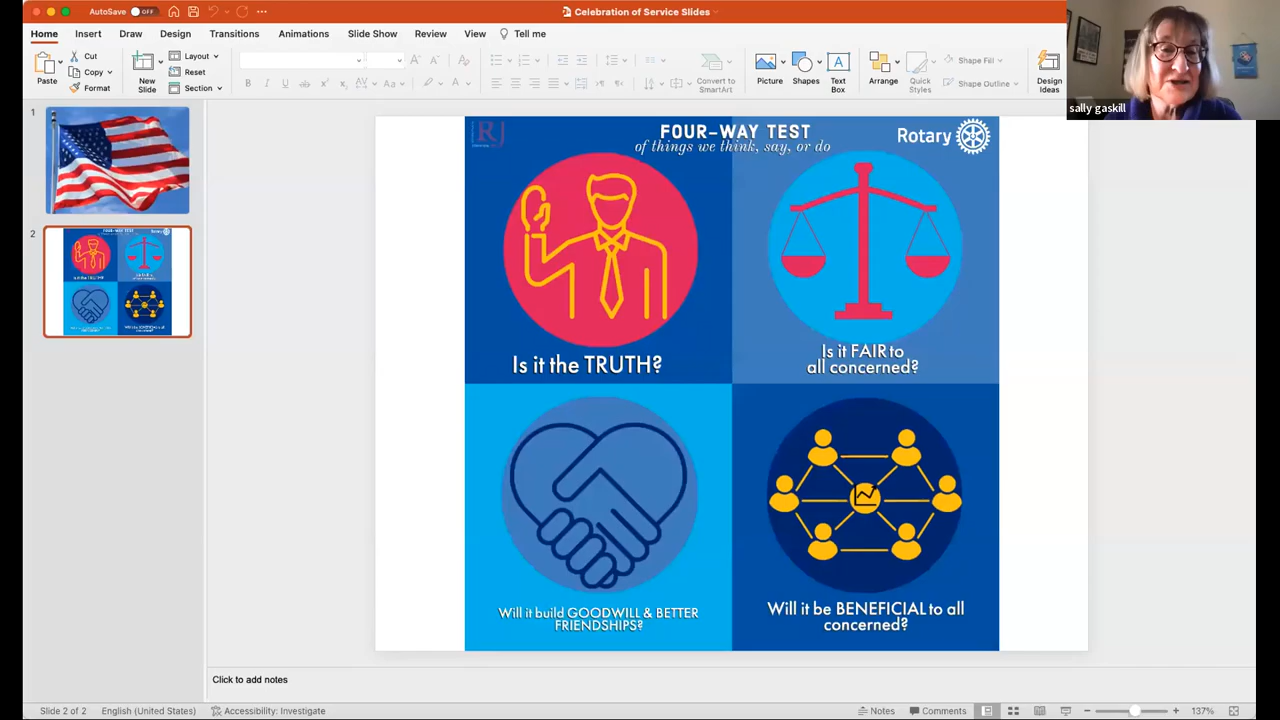 AutoSave OFF
Celebration of Service Slides
Home Insert Draw Design Transitions Animations Slide Show Review View Tell me
Paste
Cut
Copy
Format
New
Slide
Layout
Reset
Section
Convert to
SmartArt
Picture
Shapes
Text
Box
Arrange
Quick
Styles
Shape Fill
Shape Outline
Design
Ideas
sally gaskill
1
2
RJ
FOUR-WAY TEST
of things we think, say, or do
Rotary
Is it the TRUTH?
Is it FAIR to
all concerned?
Will it build GOODWILL & BETTER
FRIENDSHIPS?
Will it be BENEFICIAL to all
concerned?
Click to add notes
Slide 2 of 2 English (United States) Accessibility: Investigate Notes Comments 137%